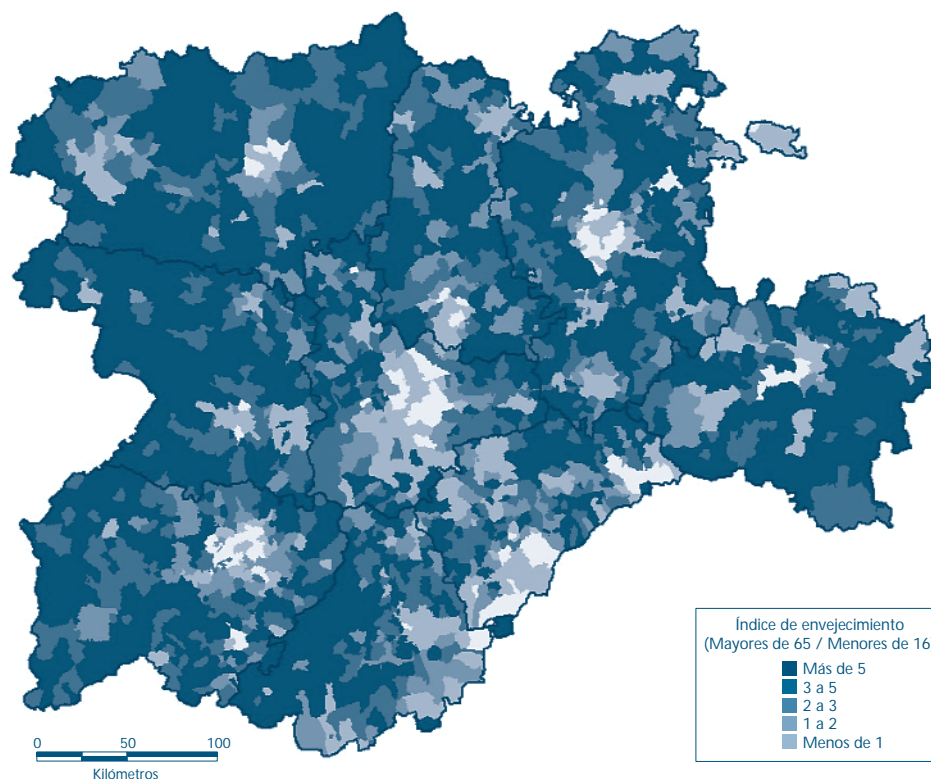 Índice de envejecimiento
(Mayores de 65 / Menores de 16
Más de 5
3 a 5
2 a 3
1 a 2
Menos de 1
0 50 100
Kilómetros